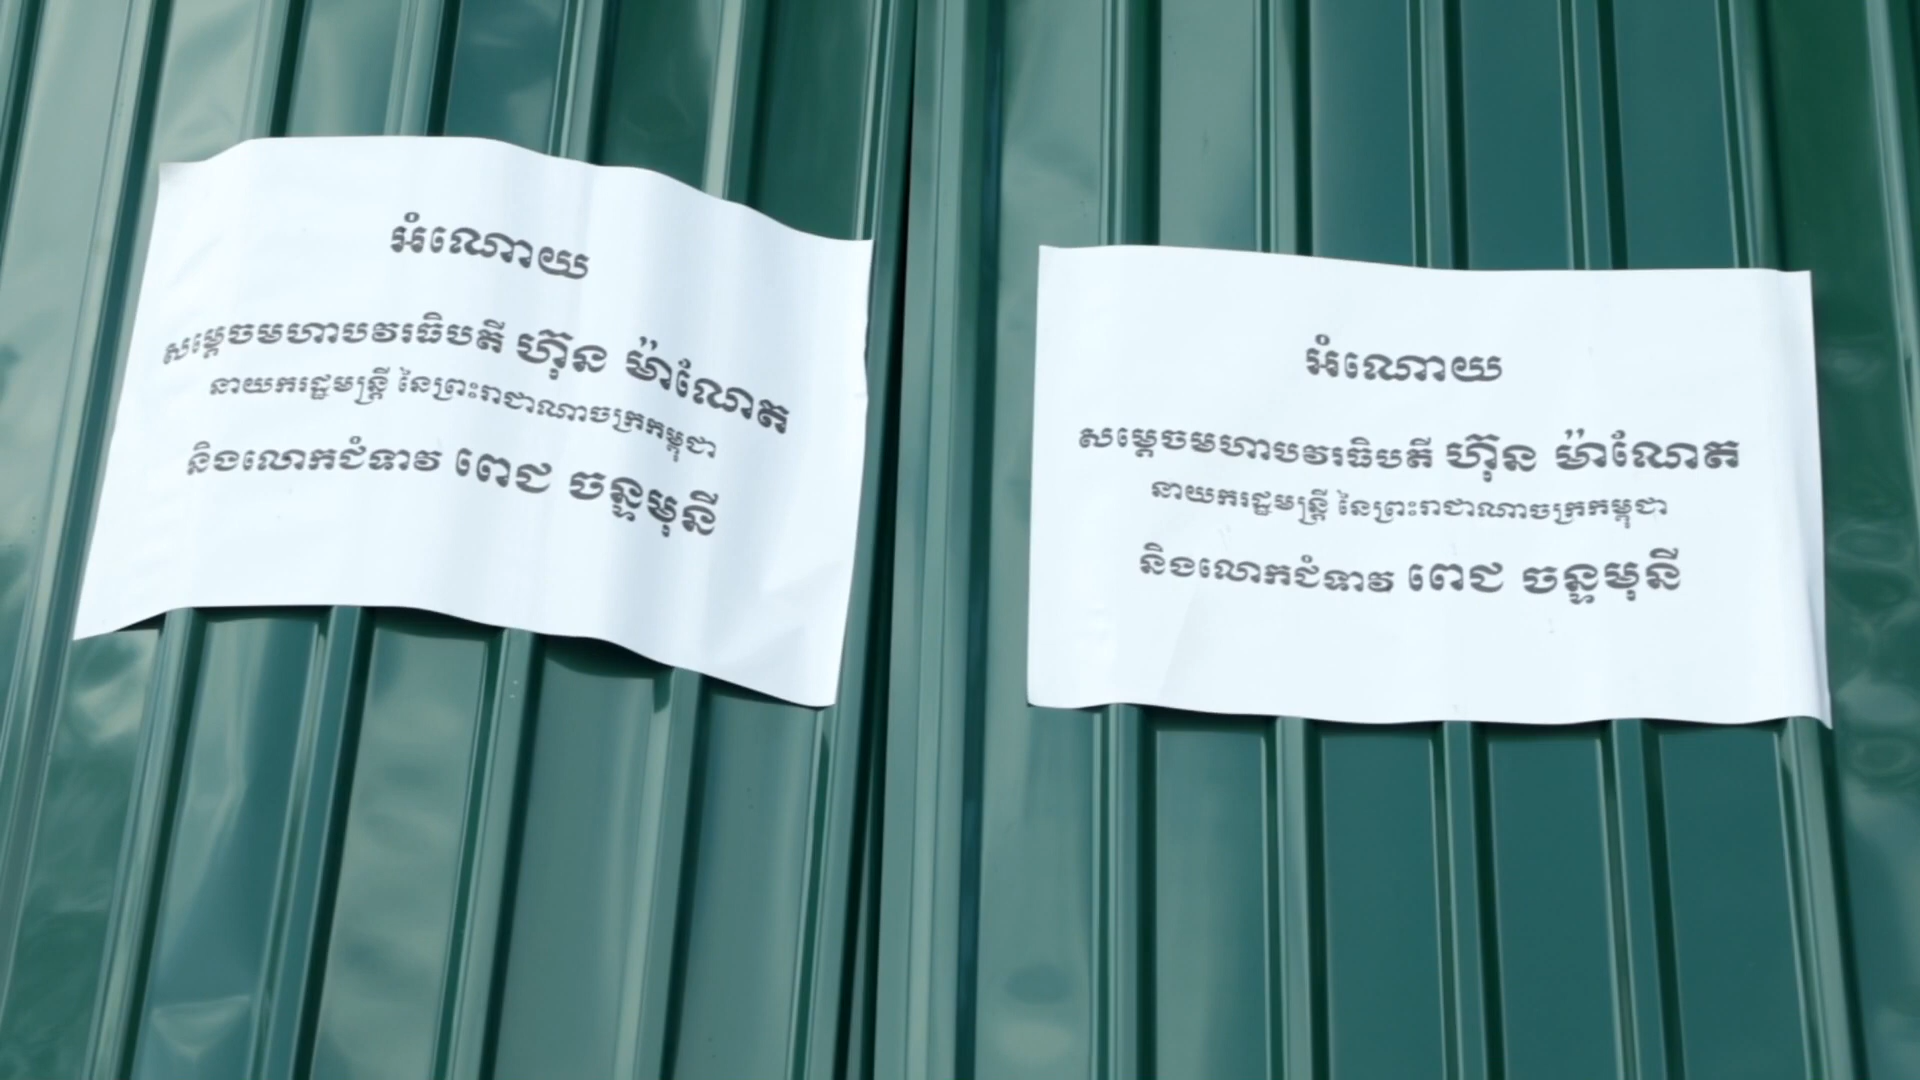 អំណោយ
សម្តេចមហាបវរធិបតី ហ៊ុន ម៉ាណែត
នាយករដ្ឋមន្ត្រី នៃព្រះរាជាណាចក្រកម្ពុជា
និងលោកជំទាវ ពេជ ចន្ទមុនី
អំណោយ
សម្តេចមហាបវរធិបតី ហ៊ុន ម៉ាណែត
នាយករដ្ឋមន្ត្រី នៃព្រះរាជាណាចក្រកម្ពុជា
និងលោកជំទាវ ពេជ ចន្ទមុនី